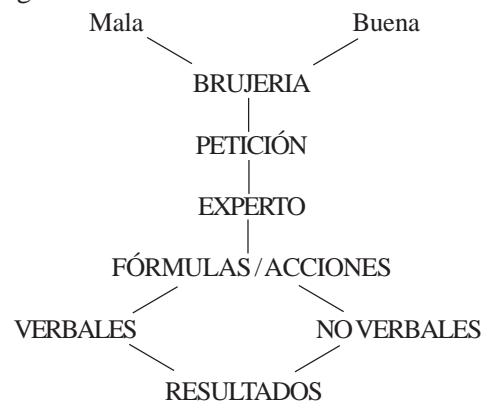 Mala Buena
BRUJERIA
PETICIÓN
EXPERTO
FÓRMULAS / ACCIONES
VERBALES NO VERBALES
RESULTADOS